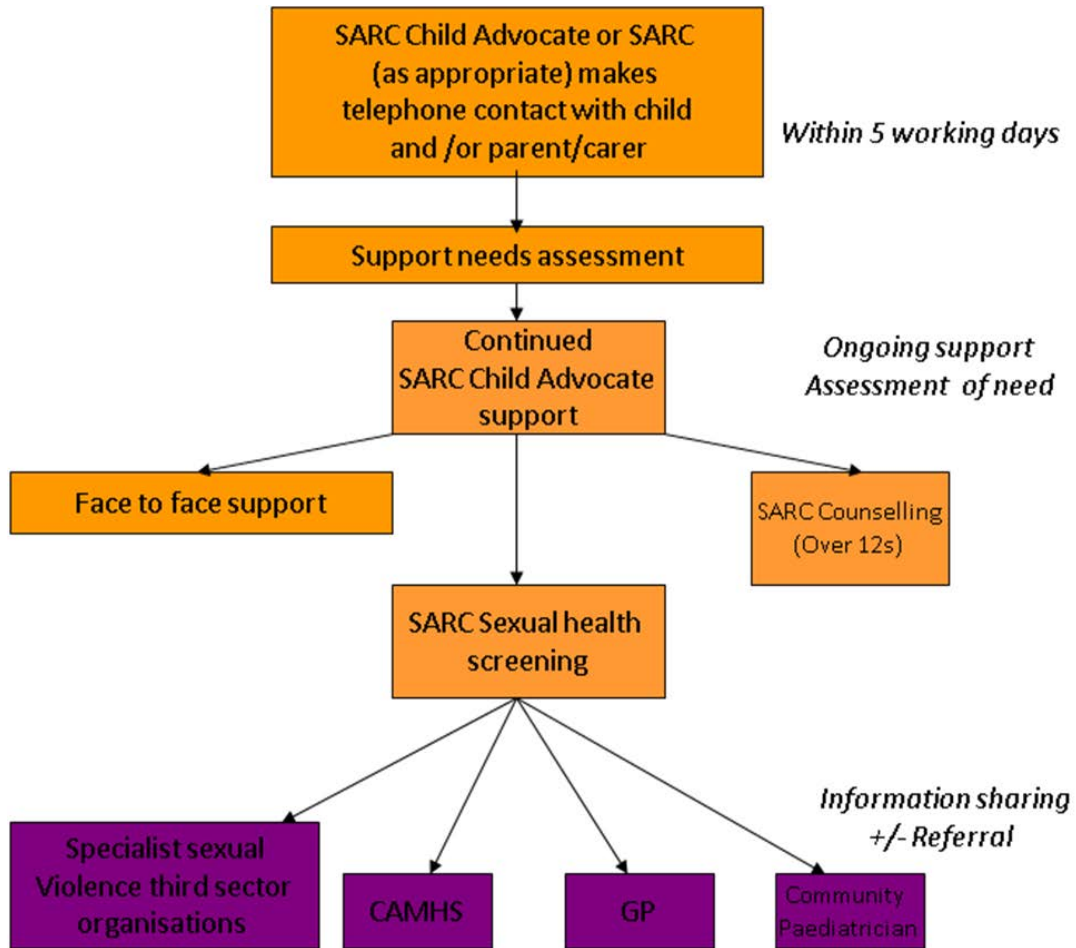 SARC Child Advocate or SARC
(as appropriate) makes
telephone contact with child
and /or parent/carer
Within 5 working days
Support needs assessment
Continued
SARC Child Advocate
support
Ongoing support
Assessment of need
Face to face support
SARC Counselling
(Over 12s)
SARC Sexual health
screening
Information sharing
+/- Referral
Specialist sexual
Violence third sector
organisations
CAMHS
GP
Community
Paediatrician